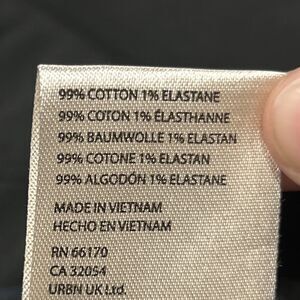 99% COTTON 1% ELASTANE
99% COTON 1% ÉLASTHANNE
99% BAUMWOLLE 1% ELASTAN
99% COTONE 1% ELASTAN
99% ALGODÓN 1% ELASTANE
MADE IN VIETNAM
HECHO EN VIETNAM
RN 66170
CA 32054
URBN UK Ltd.